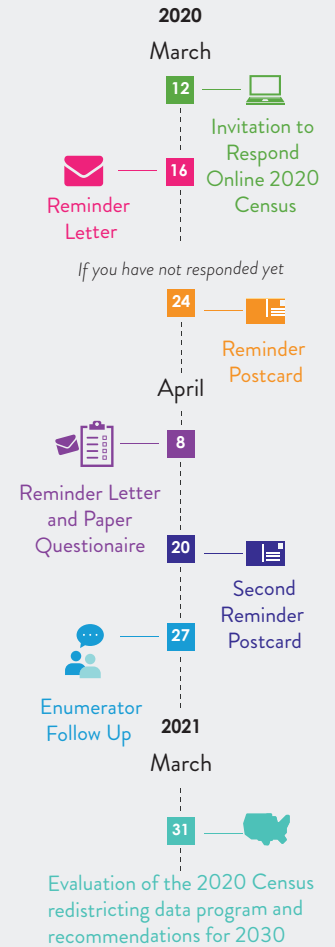 2020
March
12
Invitation to
Respond
Online 2020
Census
16
Reminder
Letter
If you have not responded yet
24
Reminder
Postcard
April
8
Reminder Letter
and Paper
Questionaire
20
Second
Reminder
Postcard
27
Enumerator
Follow Up
2021
March
31
Evaluation of the 2020 Census
redistricting data program and
recommendations for 2030